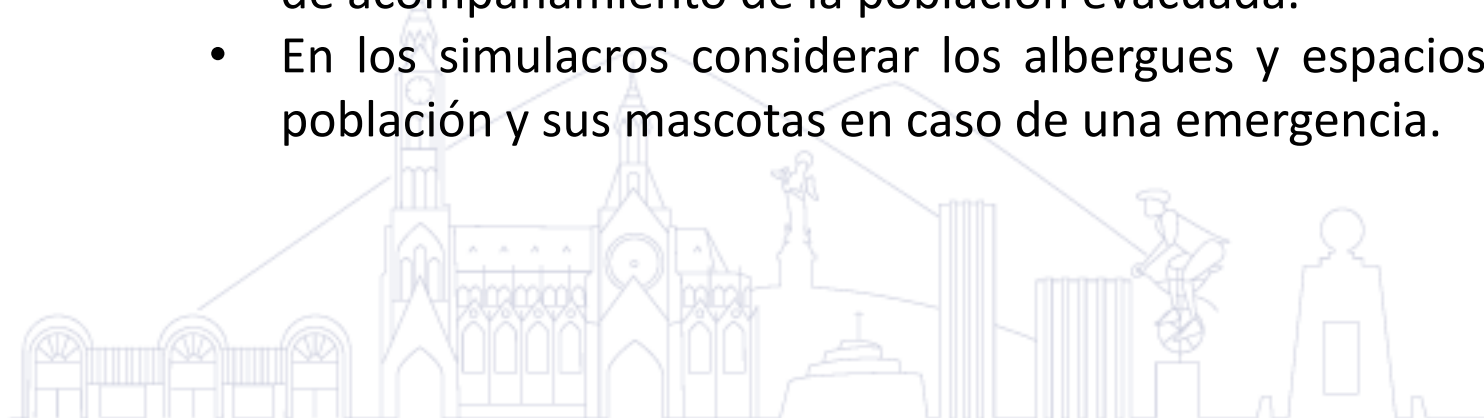 de acompañamiento de la población evacuada.
• En los simulacros considerar los albergues y espacios
población y sus mascotas en caso de una emergencia.